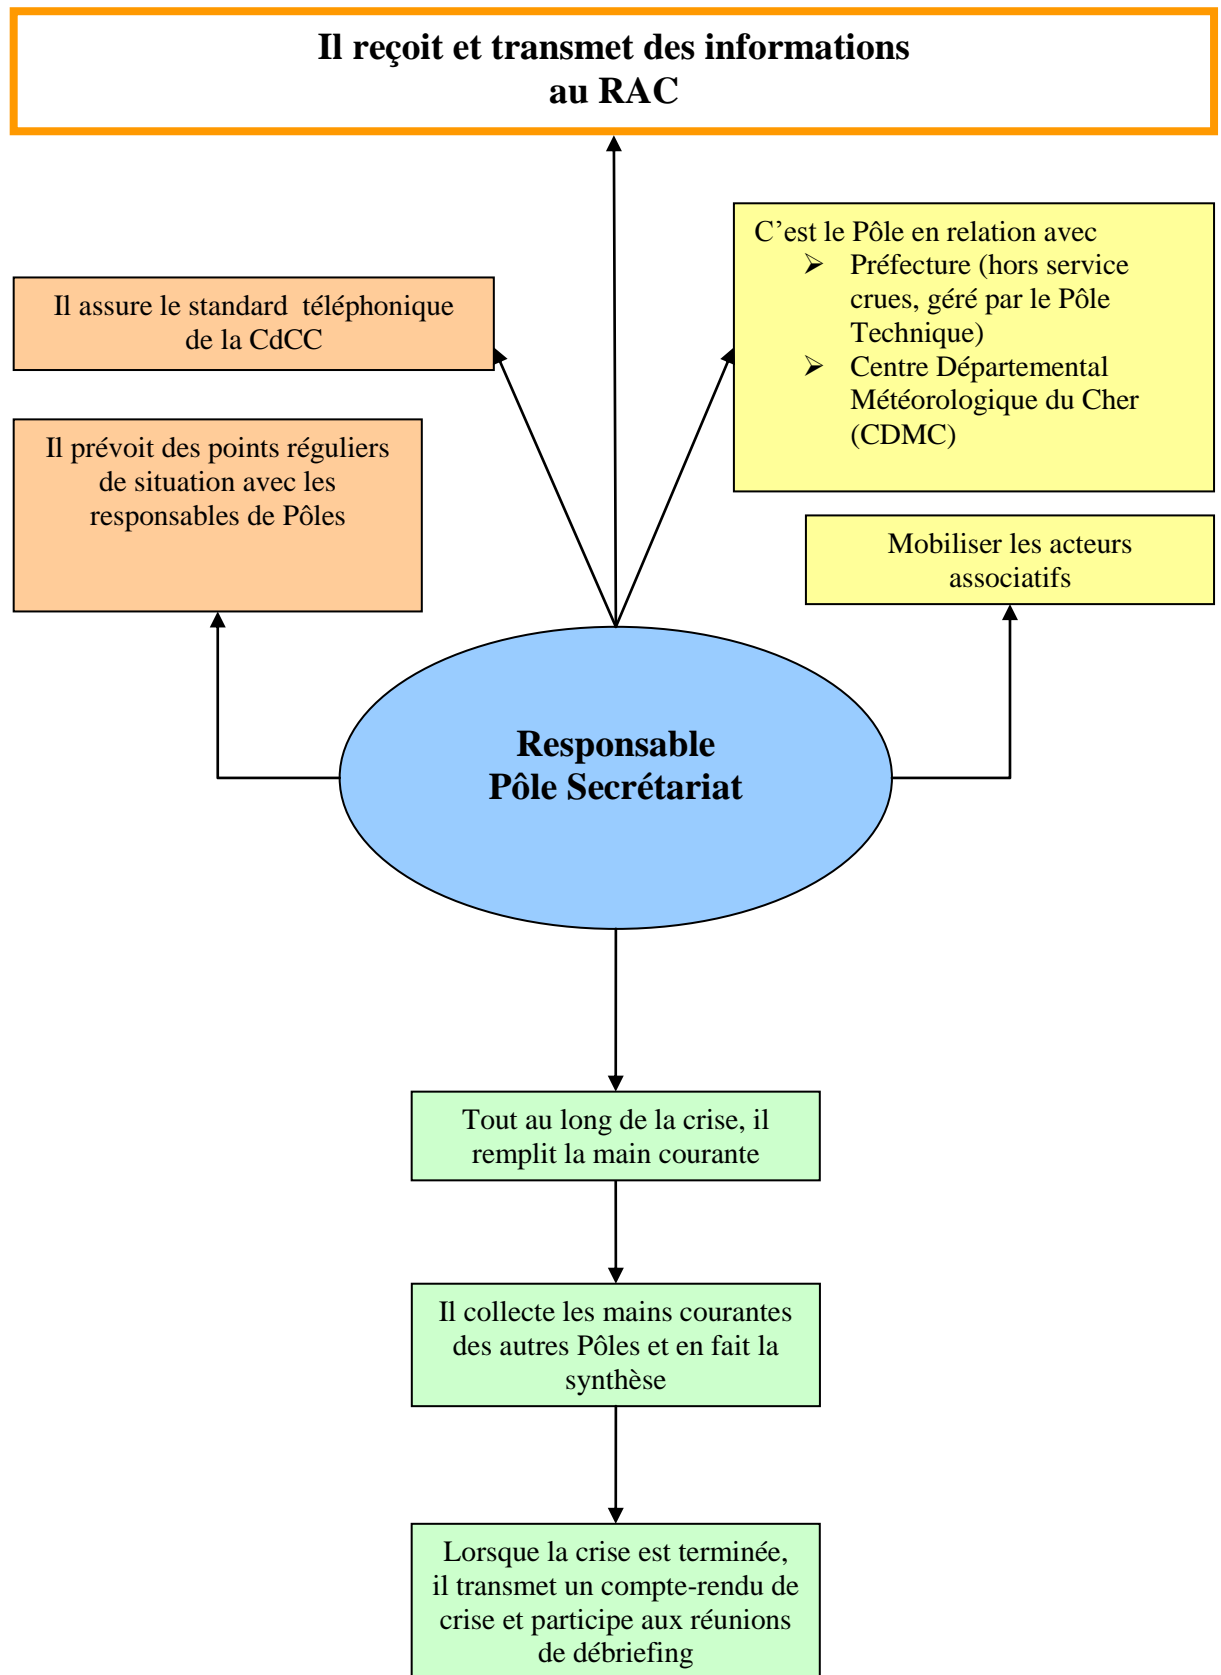 Il reçoit et transmet des informations
au RAC
C’est le Pôle en relation avec
➢ Préfecture (hors service
crues, géré par le Pôle
Technique)
➢ Centre Départemental
Météorologique du Cher
(CDMC)
Il assure le standard téléphonique
de la CdCC
Il prévoit des points réguliers
de situation avec les
responsables de Pôles
Mobiliser les acteurs
associatifs
Responsable
Pôle Secrétariat
Tout au long de la crise, il
remplit la main courante
Il collecte les mains courantes
des autres Pôles et en fait la
synthèse
Lorsque la crise est terminée,
il transmet un compte-rendu de
crise et participe aux réunions
de débriefing